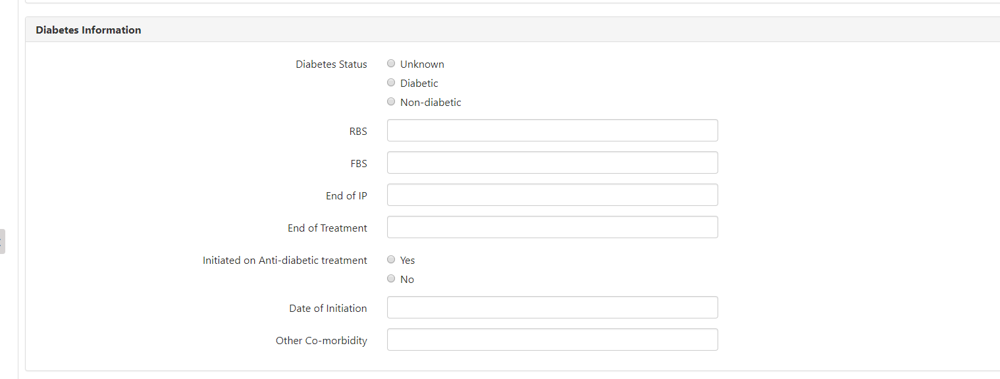 Diabetes Information
Diabetes Status
Unknown
Diabetic
Non-diabetic
RBS
FBS
End of IP
End of Treatment
Initiated on Anti-diabetic treatment
Yes
No
Date of Initiation
Other Co-morbidity